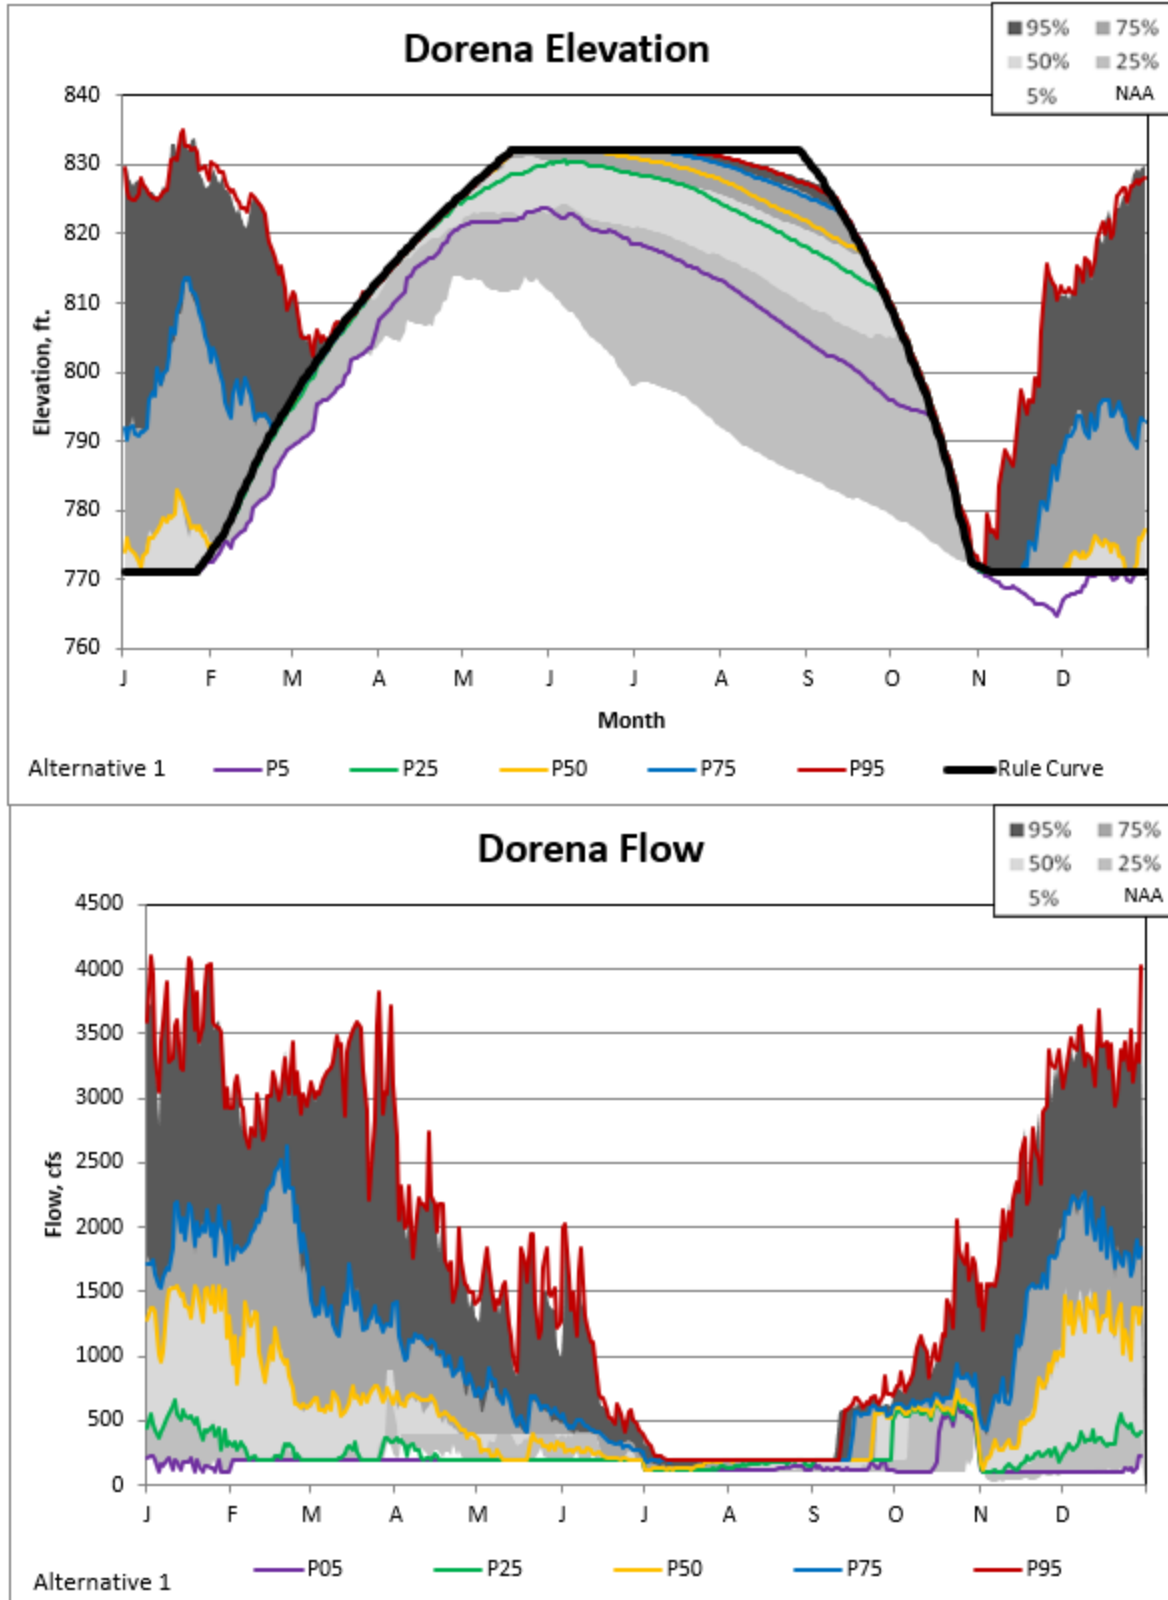 Dorena Elevation
95% 75%
50% 25%
5% NAA
840
830
820
810
800
790
780
770
760
Elevation, ft.
J F M A M J J A S O N D
Month
Alternative 1 P5 P25 P50 P75 P95 Rule Curve
Dorena Flow
95% 75%
50% 25%
5% NAA
4500
4000
3500
3000
2500
2000
1500
1000
500
0
Flow, cfs
J F M A M J J A S O N D
Alternative 1 P05 P25 P50 P75 P95